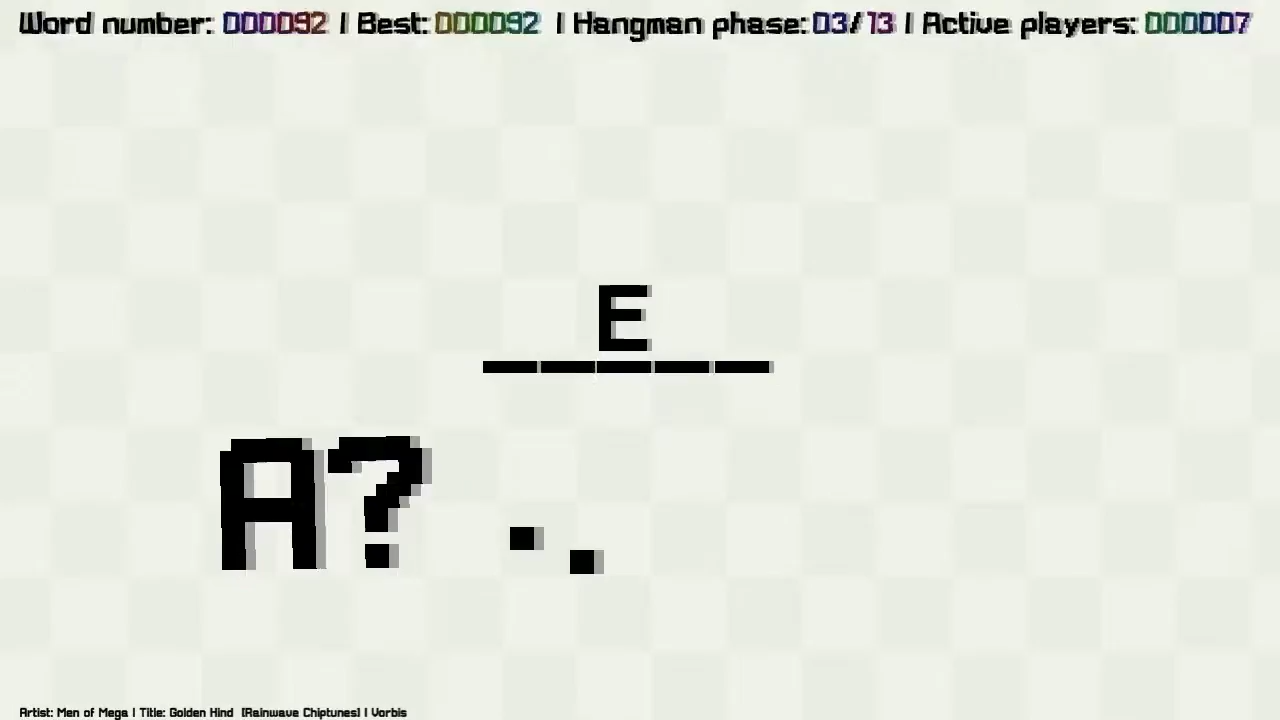 Word number: 000092 | Best: 000092 | Hangman phase: 03/13 | Active players: 000007
E
A?
Artist: Men of Mega | Title: Golden Hind [Rainwave Chiptunes] | Vorbis